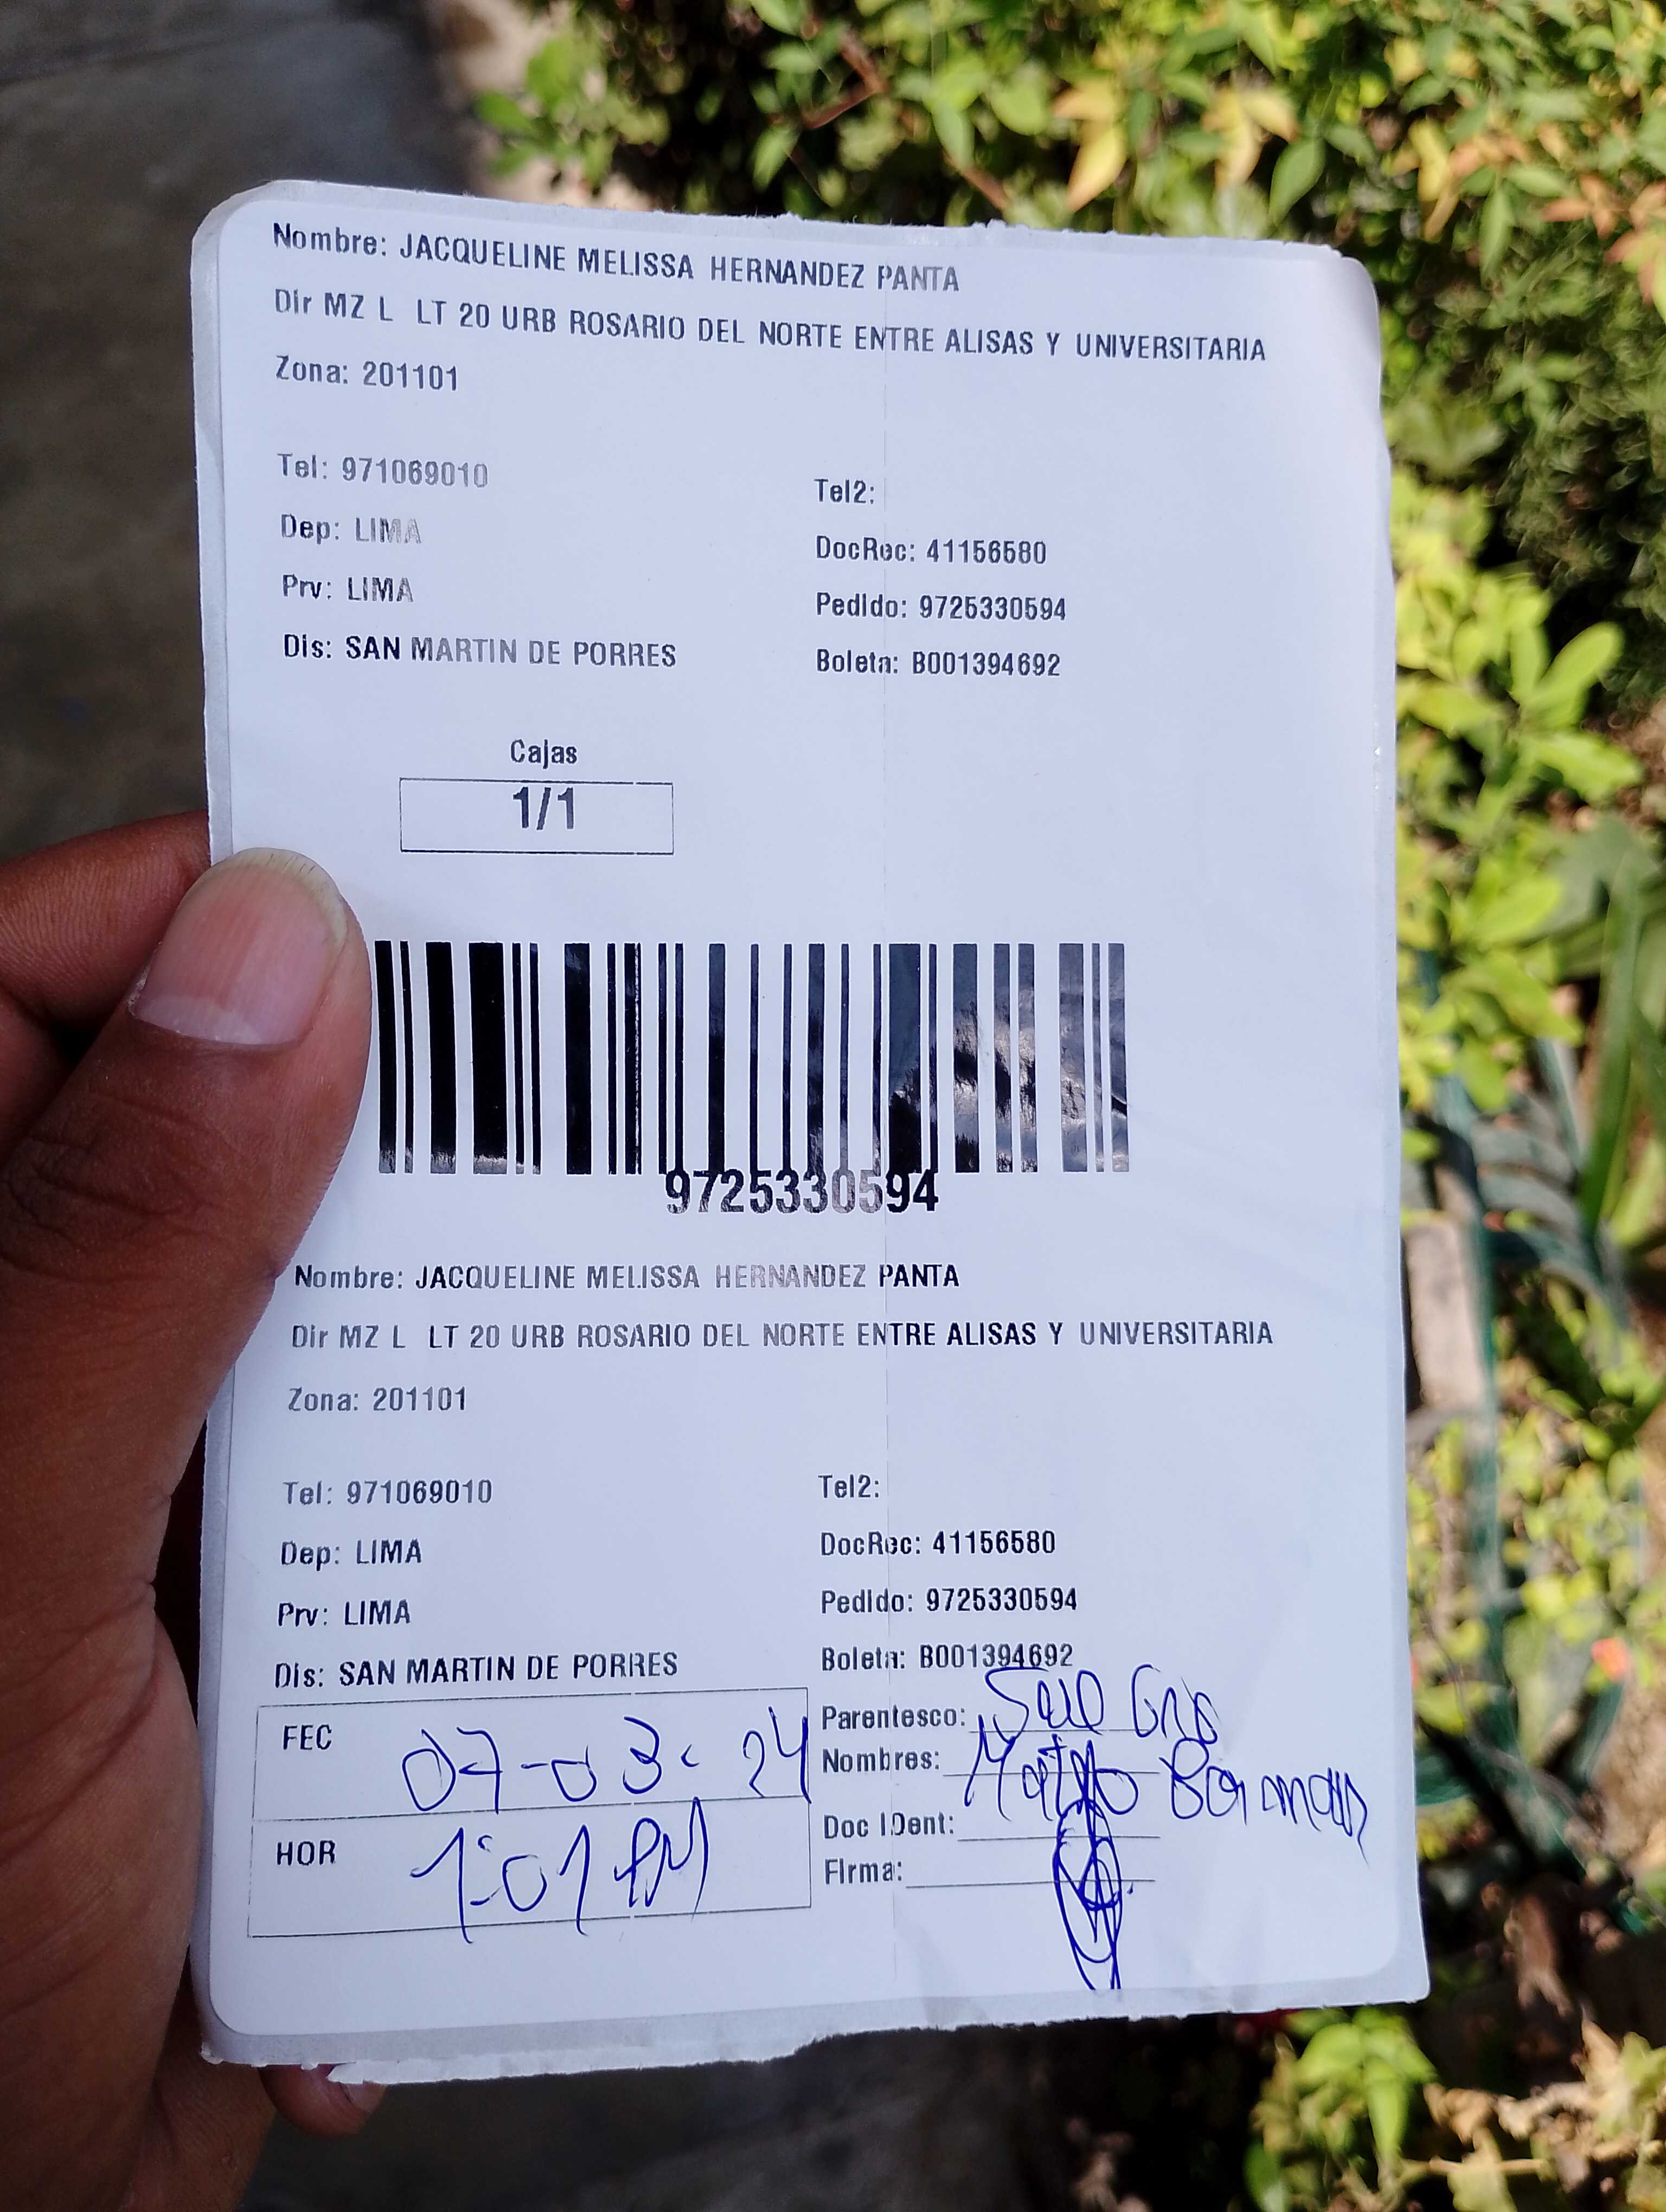 Nombre: JACQUELINE MELISSA HERNANDEZ PANTA
Dir MZ L LT 20 URB ROSARIO DEL NORTE ENTRE ALISAS Y UNIVERSITARIA
Zona: 201101
Tel: 971069010
Tel2:
Dep: LIMA
DocRec: 41156580
Prv: LIMA
Pedido: 9725330594
Dis: SAN MARTIN DE PORRES
Boleta: B001394692
Cajas
1/1
9725330594
Nombre: JACQUELINE MELISSA HERNANDEZ PANTA
Dir MZ L LT 20 URB ROSARIO DEL NORTE ENTRE ALISAS Y UNIVERSITARIA
Zona: 201101
Tel: 971069010
Tel2:
Dep: LIMA
DocRec: 41156580
Prv: LIMA
Pedido: 9725330594
Dis: SAN MARTIN DE PORRES
Boleta: B001394692
FEC 07-03-24
Parentesco:
Nombres:
HOR 1:01 PM
Doc IDent:
Firma: